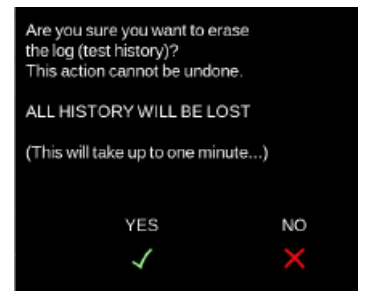 Are you sure you want to erase
the log (test history)?
This action cannot be undone.
ALL HISTORY WILL BE LOST
(This will take up to one minute...)
YES NO